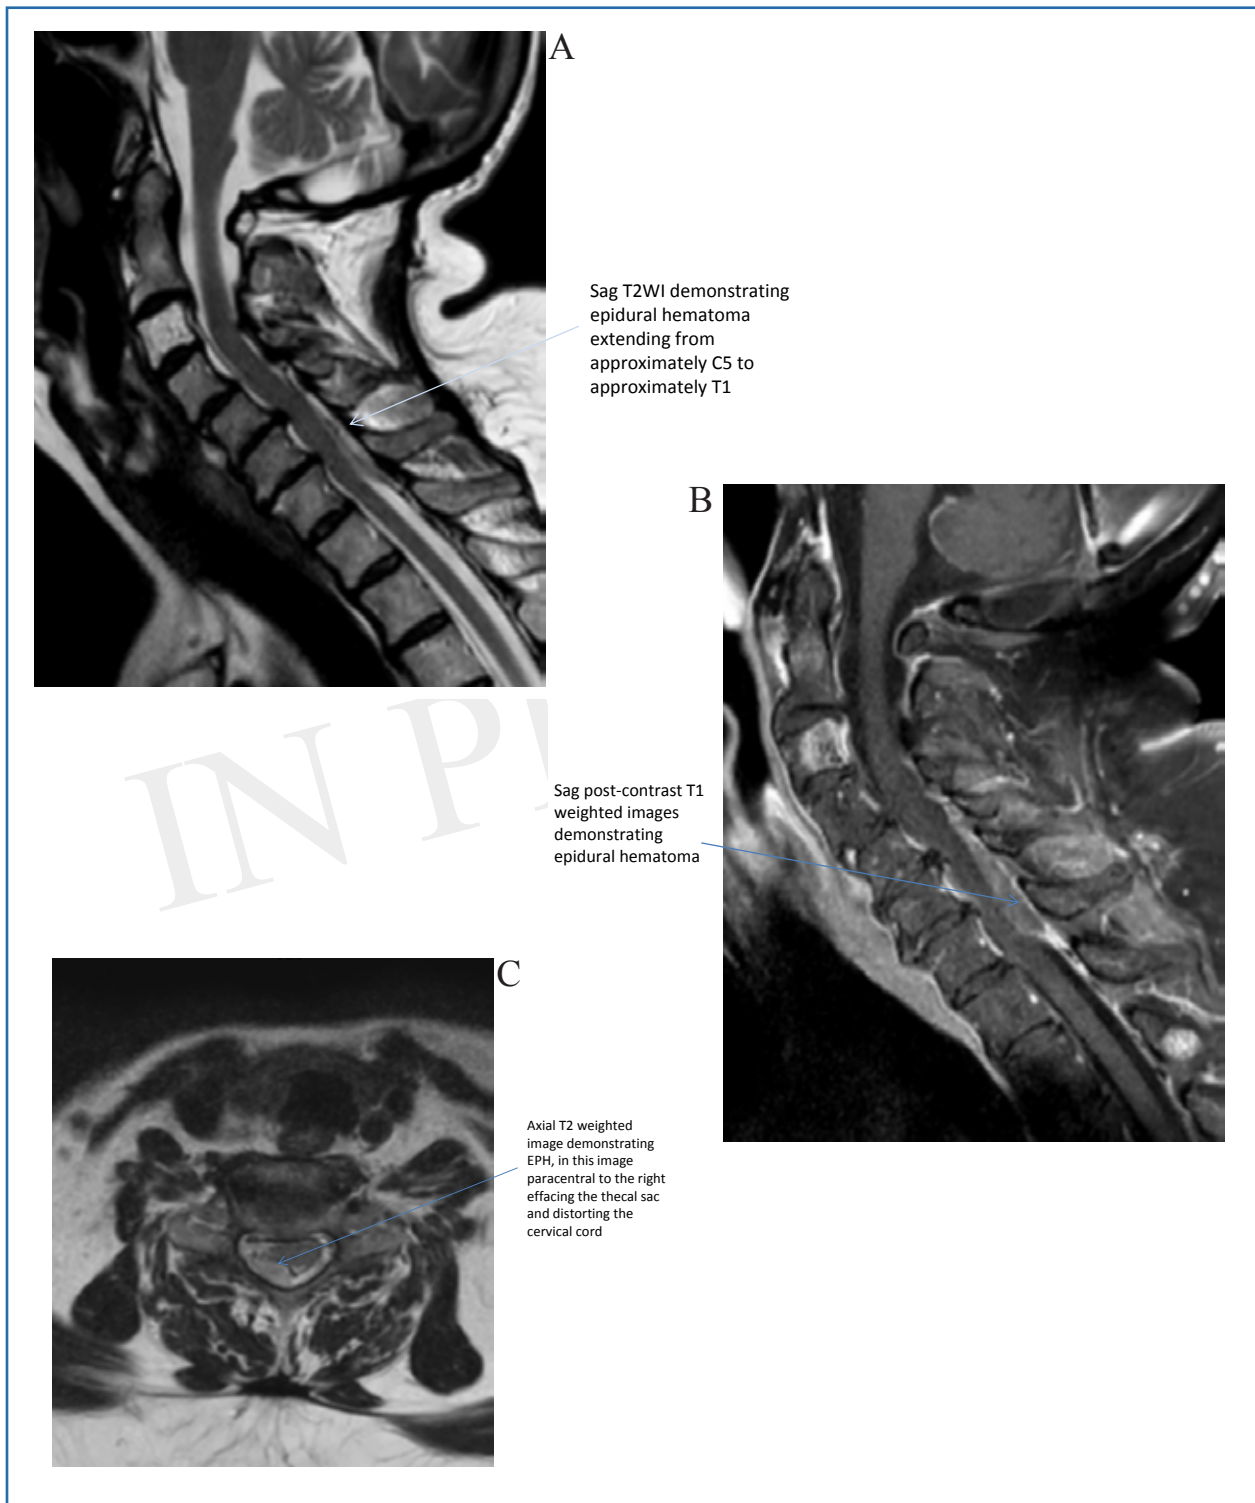 A
Sag T2WI demonstrating
epidural hematoma
extending from
approximately C5 to
approximately T1
B
IN P
Sag post-contrast T1
weighted images
demonstrating
epidural hematoma
C
Axial T2 weighted
image demonstrating
EPH, in this image
paracentral to the right
effacing the thecal sac
and distorting the
cervical cord